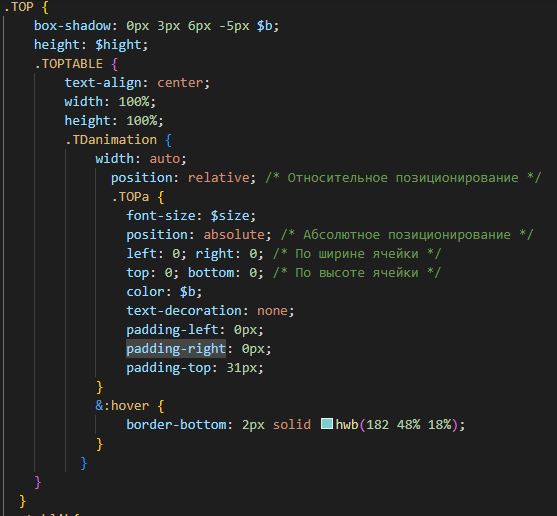 .TOP {
box-shadow: 0px 3px 6px -5px $b;
height: $hight;
.TOPTABLE {
text-align: center;
width: 100%;
height: 100%;
.TDanimation {
width: auto;
position: relative; /* Относительное позиционирование */
.TOPa {
font-size: $size;
position: absolute; /* Абсолютное позиционирование */
left: 0; right: 0; /* По ширине ячейки */
top: 0; bottom: 0; /* По высоте ячейки */
color: $b;
text-decoration: none;
padding-left: 0px;
padding-right: 0px;
padding-top: 31px;
}
&:hover {
border-bottom: 2px solid hwb(182 48% 18%);
}
}
}
}